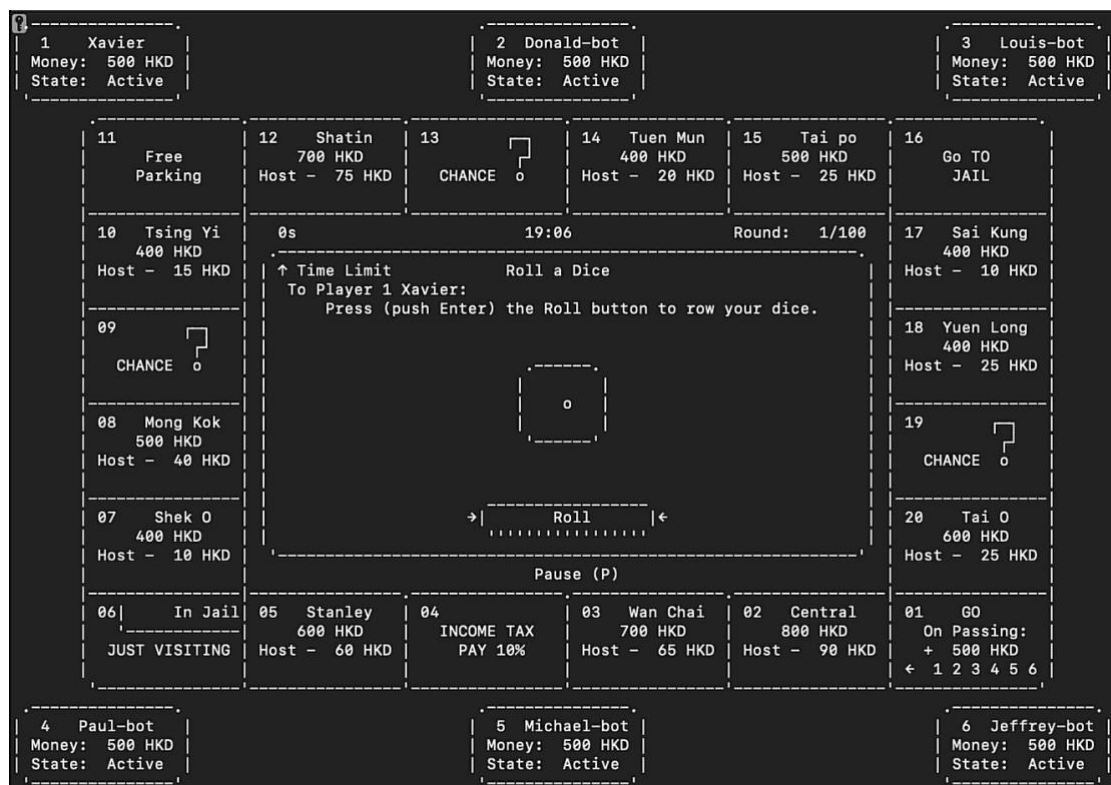 1 Xavier
Money: 500 HKD
State: Active
2 Donald-bot
Money: 500 HKD
State: Active
3 Louis-bot
Money: 500 HKD
State: Active
11
Free
Parking
12 Shatin
700 HKD
Host - 75 HKD
13
CHANCE
14 Tuen Mun
400 HKD
Host - 20 HKD
15 Tai po
500 HKD
Host - 25 HKD
16
Go TO
JAIL
10 Tsing Yi
400 HKD
Host - 15 HKD
0s 19:06 Round: 1/100
17 Sai Kung
400 HKD
Host - 10 HKD
↑ Time Limit Roll a Dice
To Player 1 Xavier:
Press (push Enter) the Roll button to row your dice.
09
CHANCE
18 Yuen Long
400 HKD
Host - 25 HKD
08 Mong Kok
500 HKD
Host - 40 HKD
19
CHANCE
07 Shek O
400 HKD
Host - 10 HKD
→| Roll |←
20 Tai O
600 HKD
Host - 25 HKD
Pause (P)
06| In Jail
JUST VISITING
05 Stanley
600 HKD
Host - 60 HKD
04
INCOME TAX
PAY 10%
03 Wan Chai
700 HKD
Host - 65 HKD
02 Central
800 HKD
Host - 90 HKD
01 GO
On Passing:
+ 500 HKD
← 1 2 3 4 5 6
4 Paul-bot
Money: 500 HKD
State: Active
5 Michael-bot
Money: 500 HKD
State: Active
6 Jeffrey-bot
Money: 500 HKD
State: Active